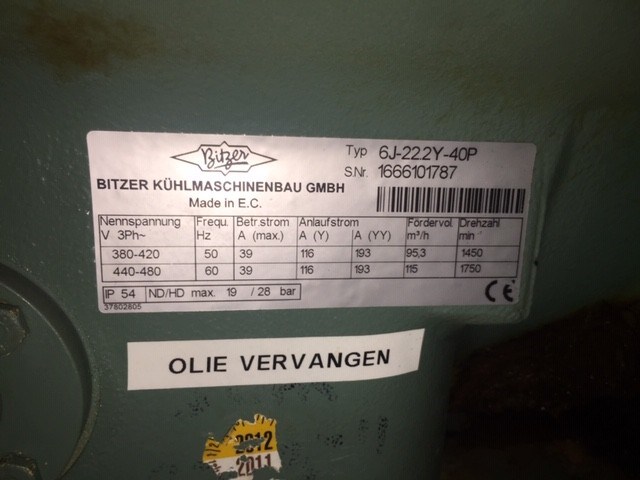 Bitzer
Typ 6J-22.2Y-40P
S.Nr. 1666101787
BITZER KÜHLMASCHINENBAU GMBH
Made in E.C.
Nennspannung Frequ. Betr.strom Anlaufstrom Fördervol. Drehzahl
V 3Ph~ Hz A (max.) A (Y) A (YY) m³/h min⁻¹
380-420 50 39 116 193 95,3 1450
440-480 60 39 116 193 115 1750
IP 54 ND/HD max. 19 / 28 bar CE
37802805
OLIE VERVANGEN
2012
2011